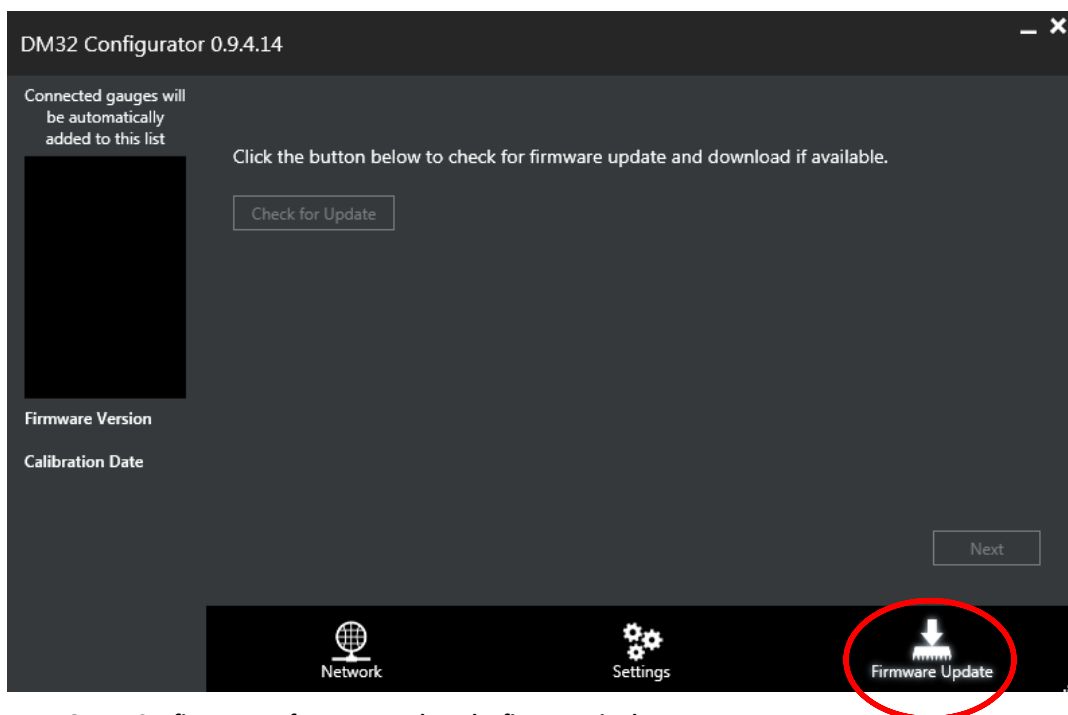 DM32 Configurator 0.9.4.14
Connected gauges will
be automatically
added to this list
Click the button below to check for firmware update and download if available.
Check for Update
Firmware Version
Calibration Date
Next
Network
Settings
Firmware Update